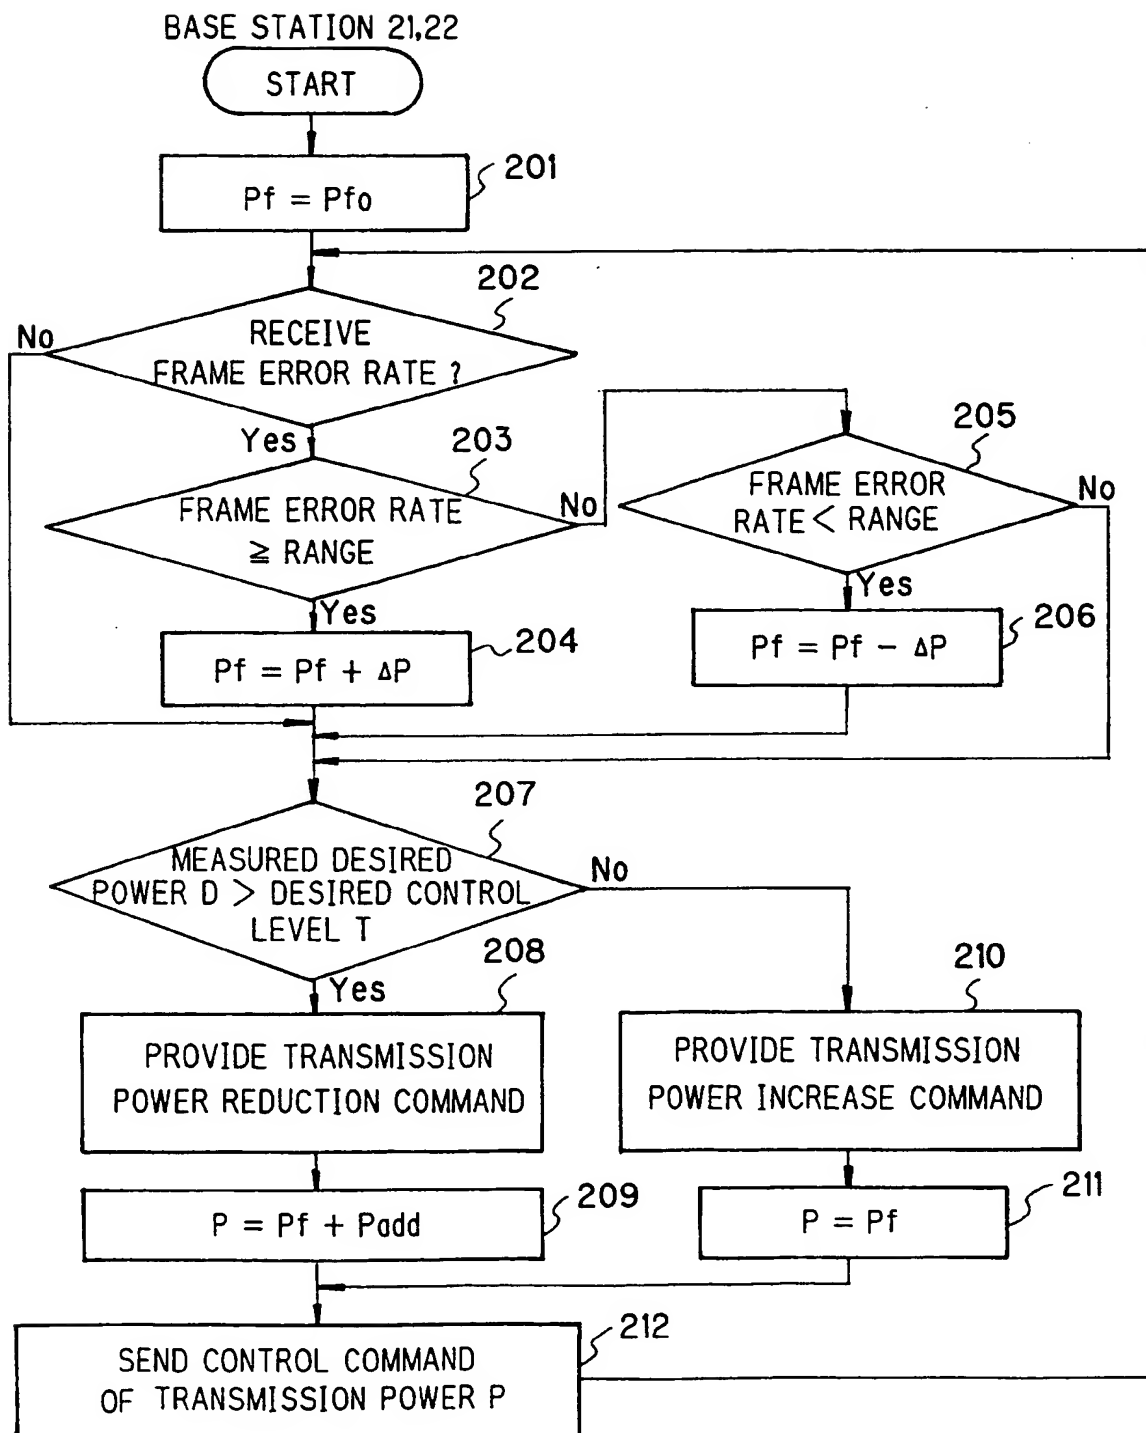 BASE STATION 21,22
START
201
Pf = Pfo
202
No
RECEIVE
FRAME ERROR RATE ?
Yes
203
205
FRAME ERROR RATE
≧ RANGE
No
FRAME ERROR
RATE < RANGE
No
Yes
Yes
204
206
Pf = Pf + ΔP
Pf = Pf − ΔP
207
MEASURED DESIRED
POWER D > DESIRED CONTROL
LEVEL T
No
Yes
208
210
PROVIDE TRANSMISSION
POWER REDUCTION COMMAND
PROVIDE TRANSMISSION
POWER INCREASE COMMAND
209
211
P = Pf + Padd
P = Pf
212
SEND CONTROL COMMAND
OF TRANSMISSION POWER P